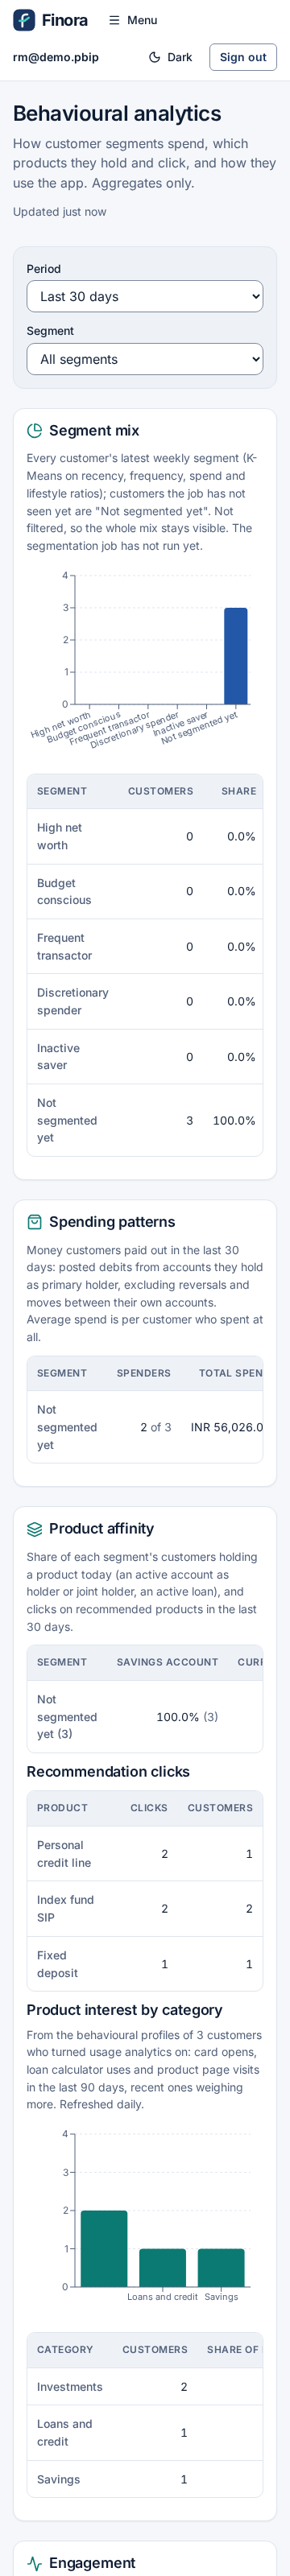 Finora
Menu
rm@demo.pbip
Dark
Sign out
Behavioural analytics
How customer segments spend, which
products they hold and click, and how they
use the app. Aggregates only.
Updated just now
Period
Last 30 days
Segment
All segments
Segment mix
Every customer's latest weekly segment (K-
Means on recency, frequency, spend and
lifestyle ratios); customers the job has not
seen yet are "Not segmented yet". Not
filtered, so the whole mix stays visible. The
segmentation job has not run yet.
4
3
2
1
0
High net worth
Budget conscious
Frequent transactor
Discretionary spender
Inactive saver
Not segmented yet
SEGMENT CUSTOMERS SHARE
High net
worth
0 0.0%
Budget
conscious
0 0.0%
Frequent
transactor
0 0.0%
Discretionary
spender
0 0.0%
Inactive
saver
0 0.0%
Not
segmented
yet
3 100.0%
Spending patterns
Money customers paid out in the last 30
days: posted debits from accounts they hold
as primary holder, excluding reversals and
moves between their own accounts.
Average spend is per customer who spent at
all.
SEGMENT SPENDERS TOTAL SPEN
Not
segmented
yet
2 of 3 INR 56,026.0
Product affinity
Share of each segment's customers holding
a product today (an active account as
holder or joint holder, an active loan), and
clicks on recommended products in the last
30 days.
SEGMENT SAVINGS ACCOUNT CURI
Not
segmented
yet (3)
100.0% (3)
Recommendation clicks
PRODUCT CLICKS CUSTOMERS
Personal
credit line
2 1
Index fund
SIP
2 2
Fixed
deposit
1 1
Product interest by category
From the behavioural profiles of 3 customers
who turned usage analytics on: card opens,
loan calculator uses and product page visits
in the last 90 days, recent ones weighing
more. Refreshed daily.
4
3
2
1
0
Loans and credit Savings
CATEGORY CUSTOMERS SHARE OF
Investments 2
Loans and
credit
1
Savings 1
Engagement